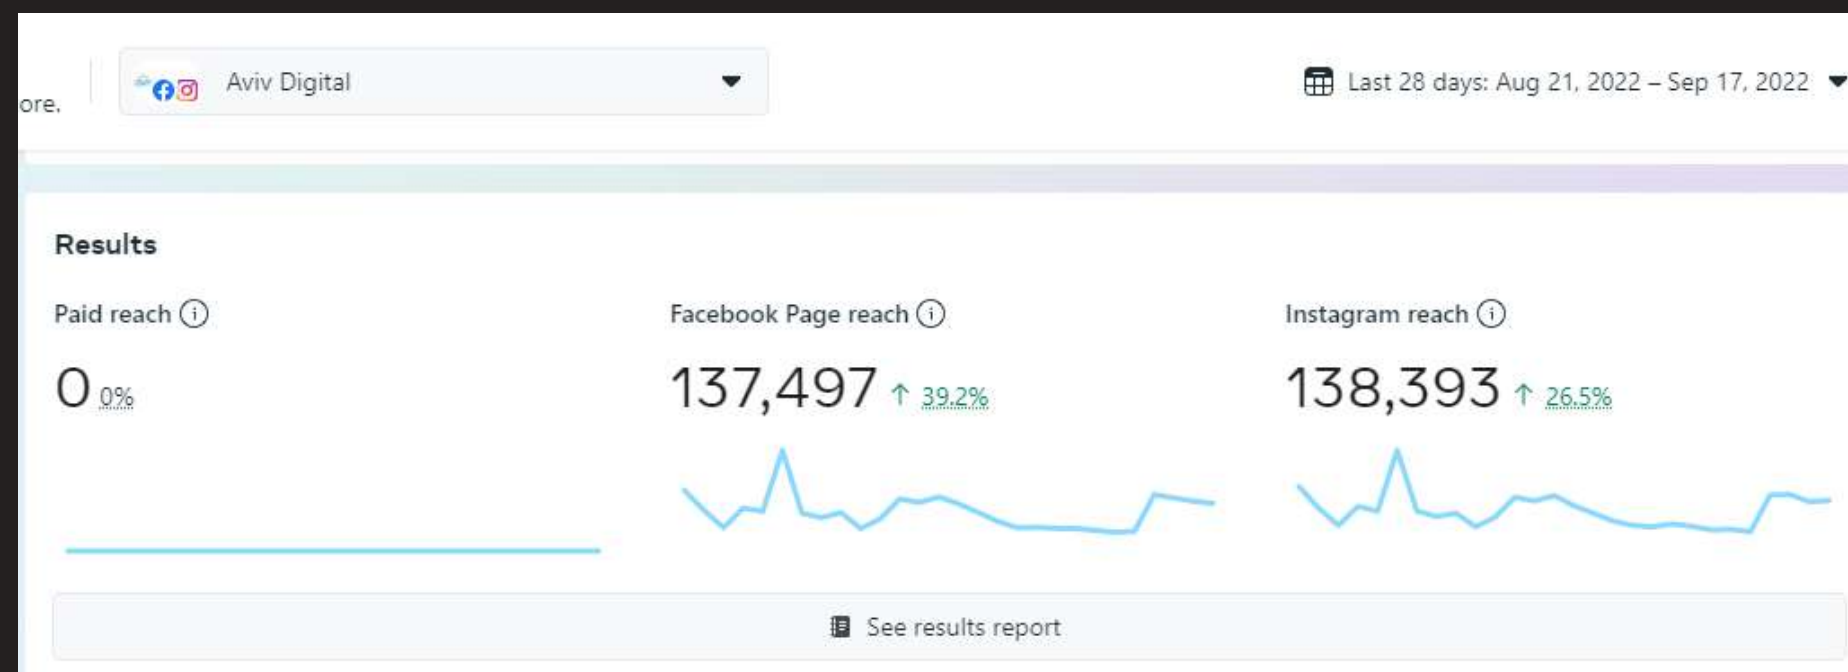 ore.
Aviv Digital
Last 28 days: Aug 21, 2022 – Sep 17, 2022
Results
Paid reach
Facebook Page reach
Instagram reach
0 0%
137,497 ↑ 39.2%
138,393 ↑ 26.5%
See results report